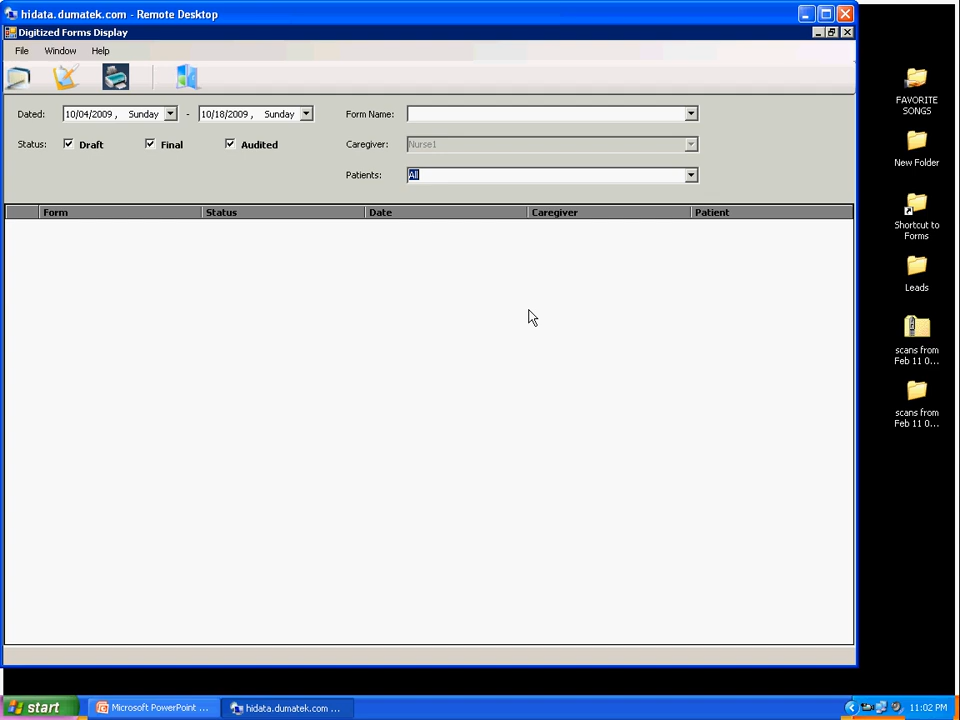 hidata.dumatek.com - Remote Desktop
Digitized Forms Display
File Window Help
Dated: 10/04/2009 , Sunday - 10/18/2009 , Sunday Form Name:
Status: Draft Final Audited Caregiver: Nurse1
Patients: All
Form Status Date Caregiver Patient
FAVORITE
SONGS
New Folder
Shortcut to
Forms
Leads
scans from
Feb 11 0...
scans from
Feb 11 0...
start Microsoft PowerPoint ... hidata.dumatek.com ... 11:02 PM